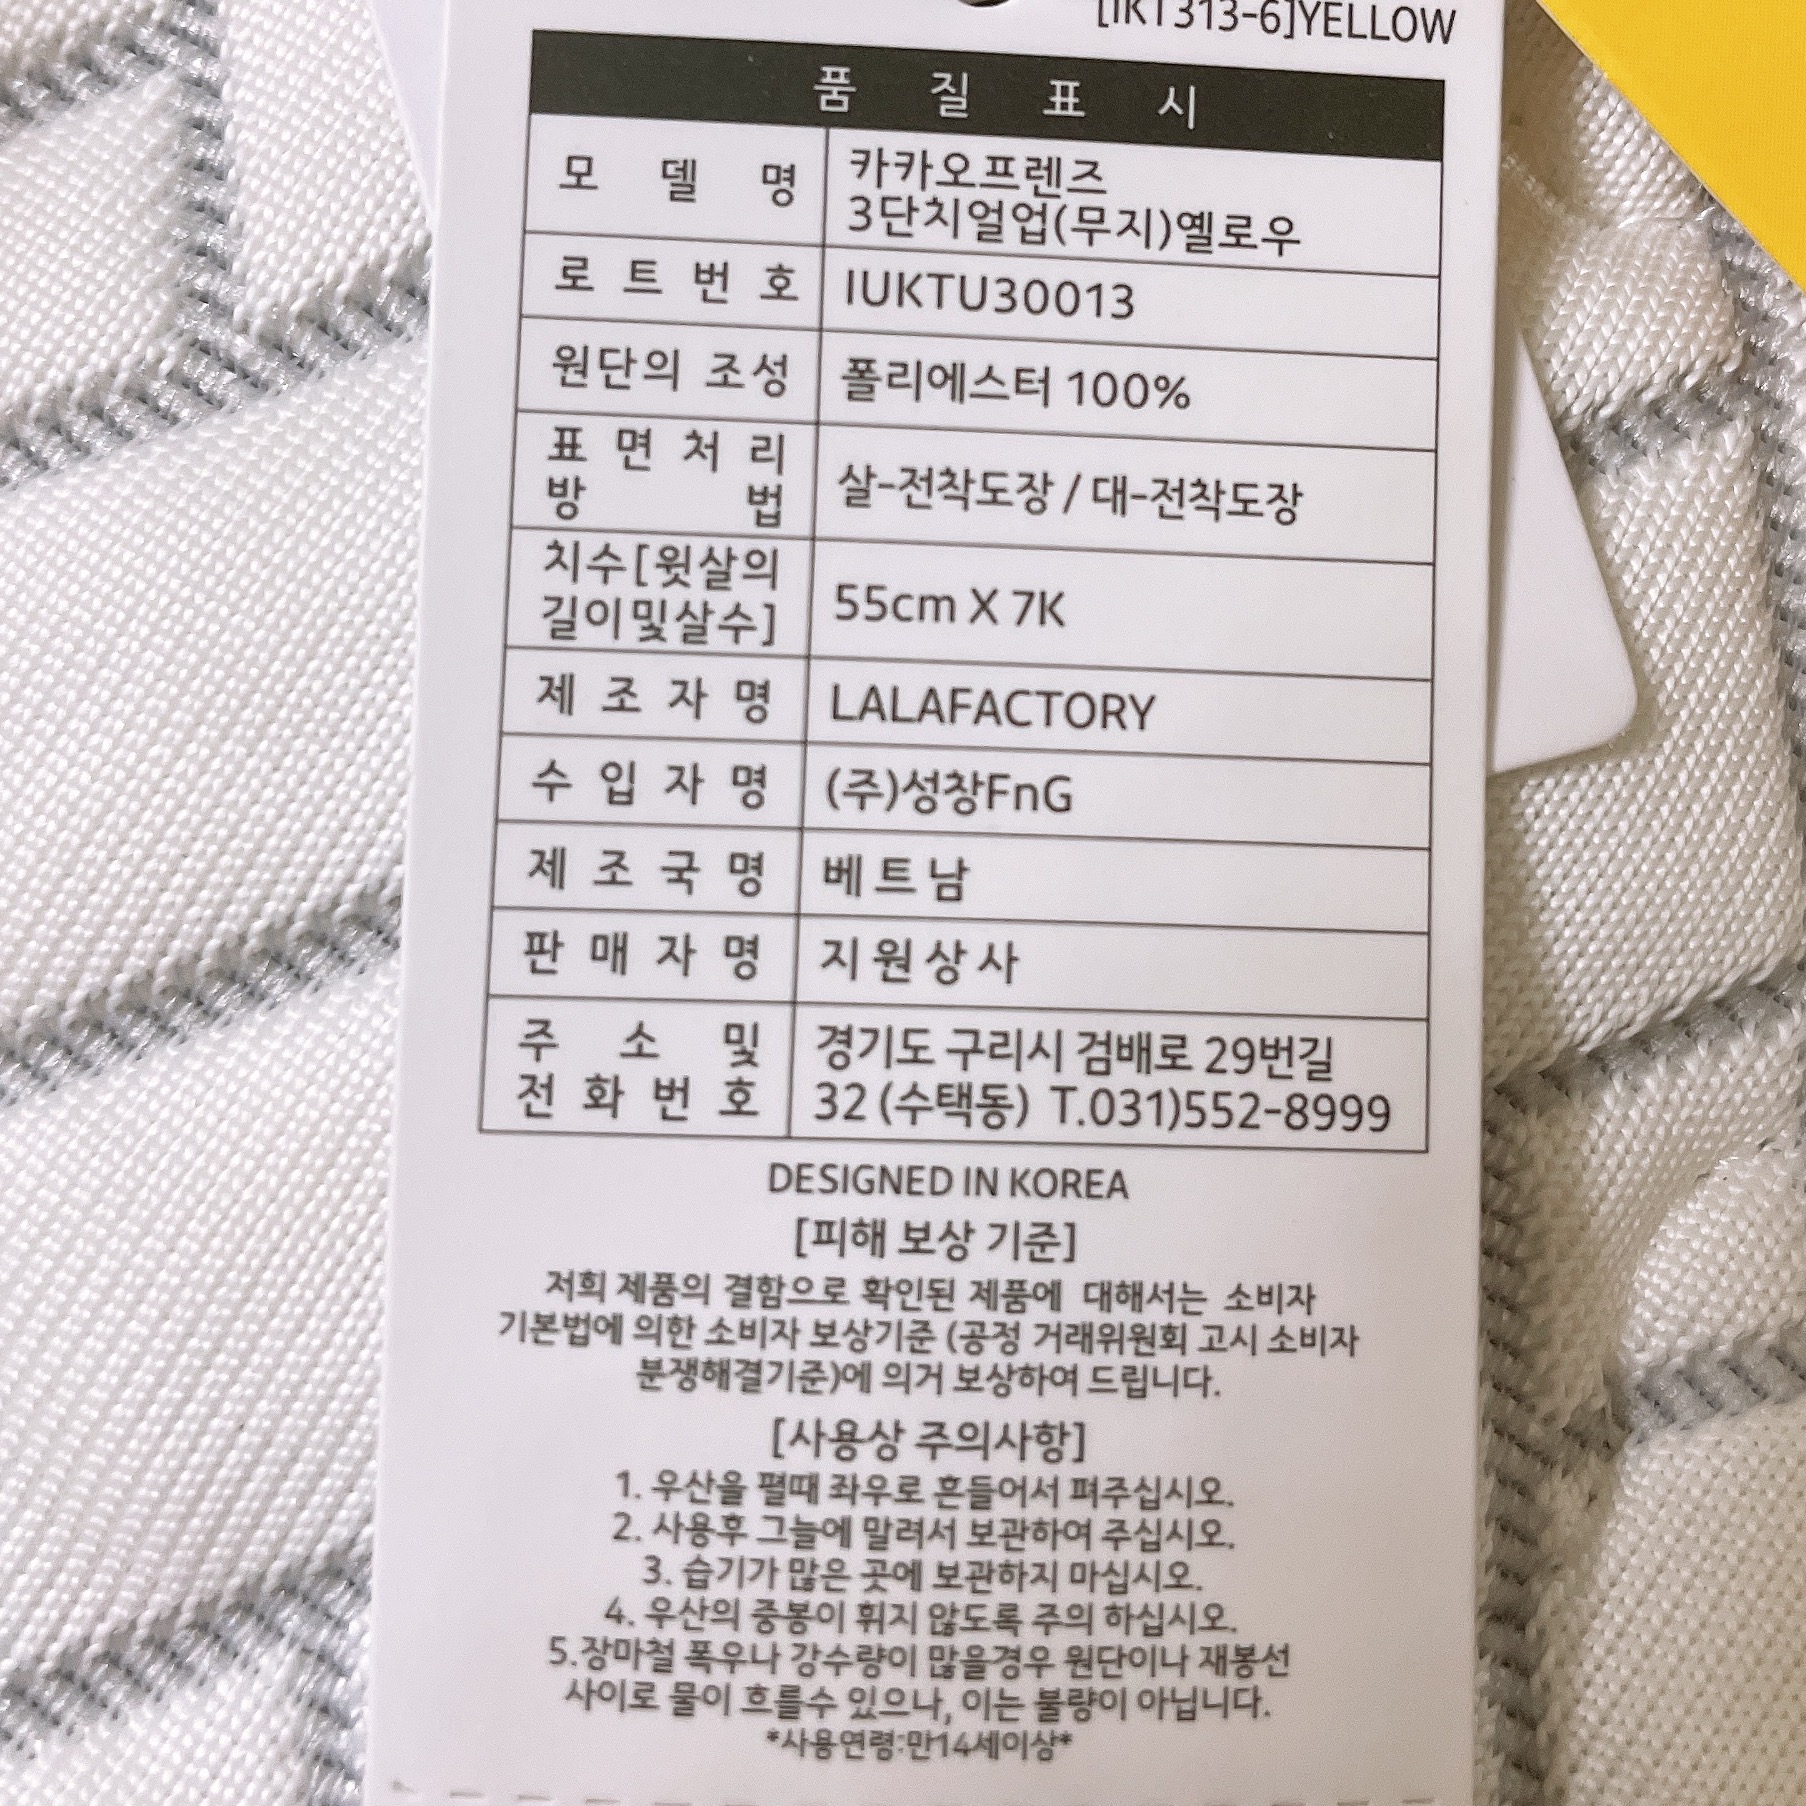 [IKT313-6]YELLOW
품 질 표 시
모 델 명
카카오프렌즈
3단치얼업(무지)옐로우
로 트 번 호
IUKTU30013
원단의 조성
폴리에스터 100%
표 면 처 리
방 법
살-전착도장 / 대-전착도장
치수[윗살의
길이및살수]
55cm X 7K
제 조 자 명
LALAFACTORY
수 입 자 명
(주)성창FnG
제 조 국 명
베트남
판 매 자 명
지원상사
주 소 및
전 화 번 호
경기도 구리시 검배로 29번길
32 (수택동) T.031)552-8999
DESIGNED IN KOREA
[피해 보상 기준]
저희 제품의 결함으로 확인된 제품에 대해서는 소비자
기본법에 의한 소비자 보상기준 (공정 거래위원회 고시 소비자
분쟁해결기준)에 의거 보상하여 드립니다.
[사용상 주의사항]
1. 우산을 펼때 좌우로 흔들어서 펴주십시오.
2. 사용후 그늘에 말려서 보관하여 주십시오.
3. 습기가 많은 곳에 보관하지 마십시오.
4. 우산의 중봉이 휘지 않도록 주의 하십시오.
5.장마철 폭우나 강수량이 많을경우 원단이나 재봉선
사이로 물이 흐를수 있으나, 이는 불량이 아닙니다.
*사용연령:만14세이상*